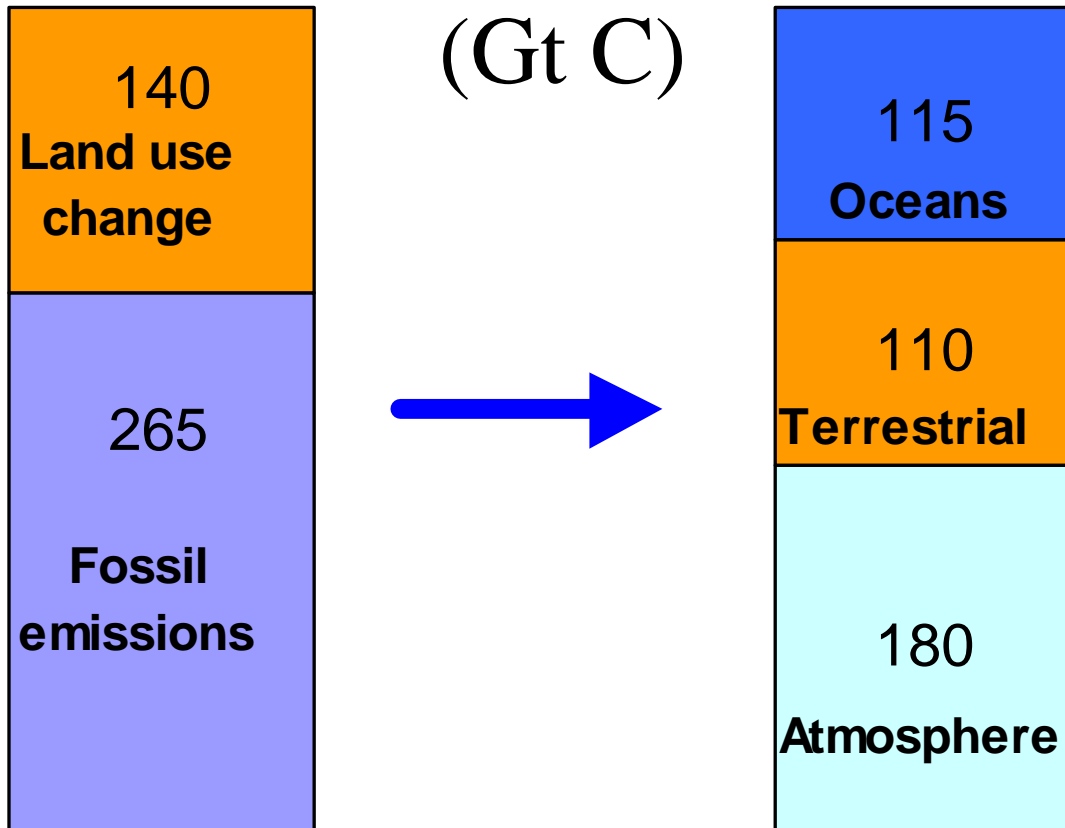 (Gt C)
140
Land use
change
265
Fossil
emissions
115
Oceans
110
Terrestrial
180
Atmosphere